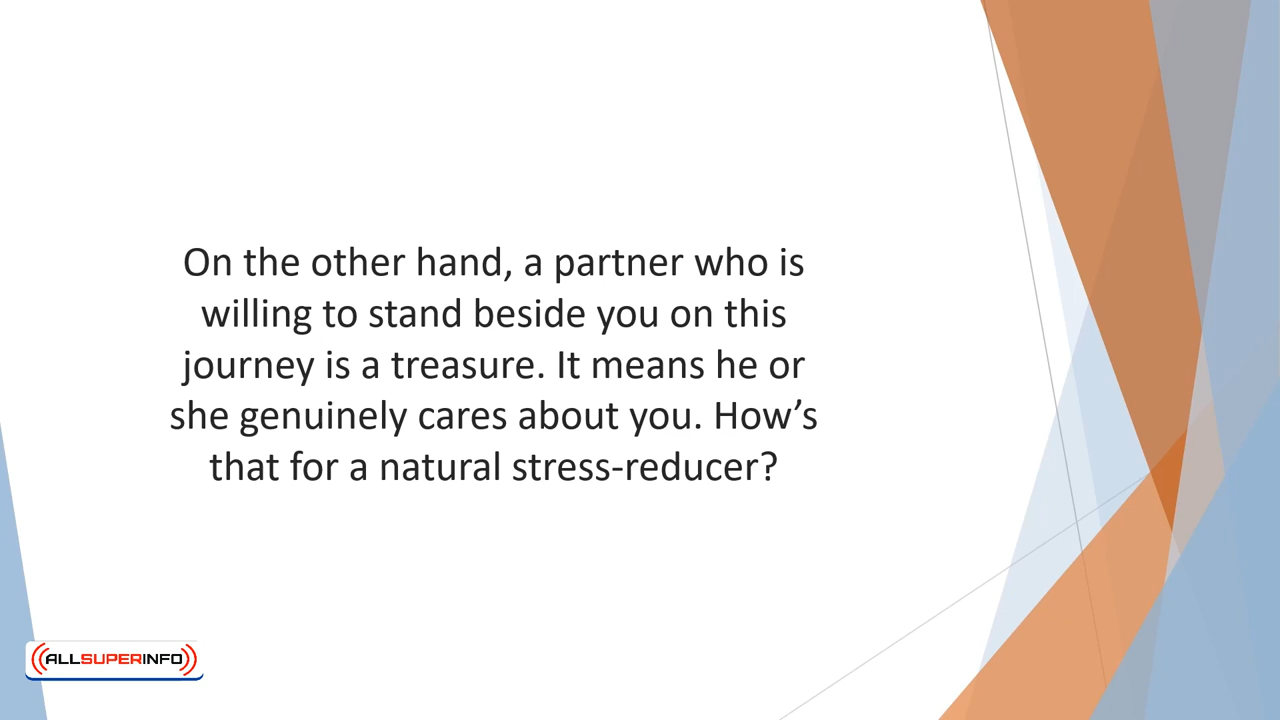 On the other hand, a partner who is
willing to stand beside you on this
journey is a treasure. It means he or
she genuinely cares about you. How’s
that for a natural stress-reducer?
ALLSUPERINFO